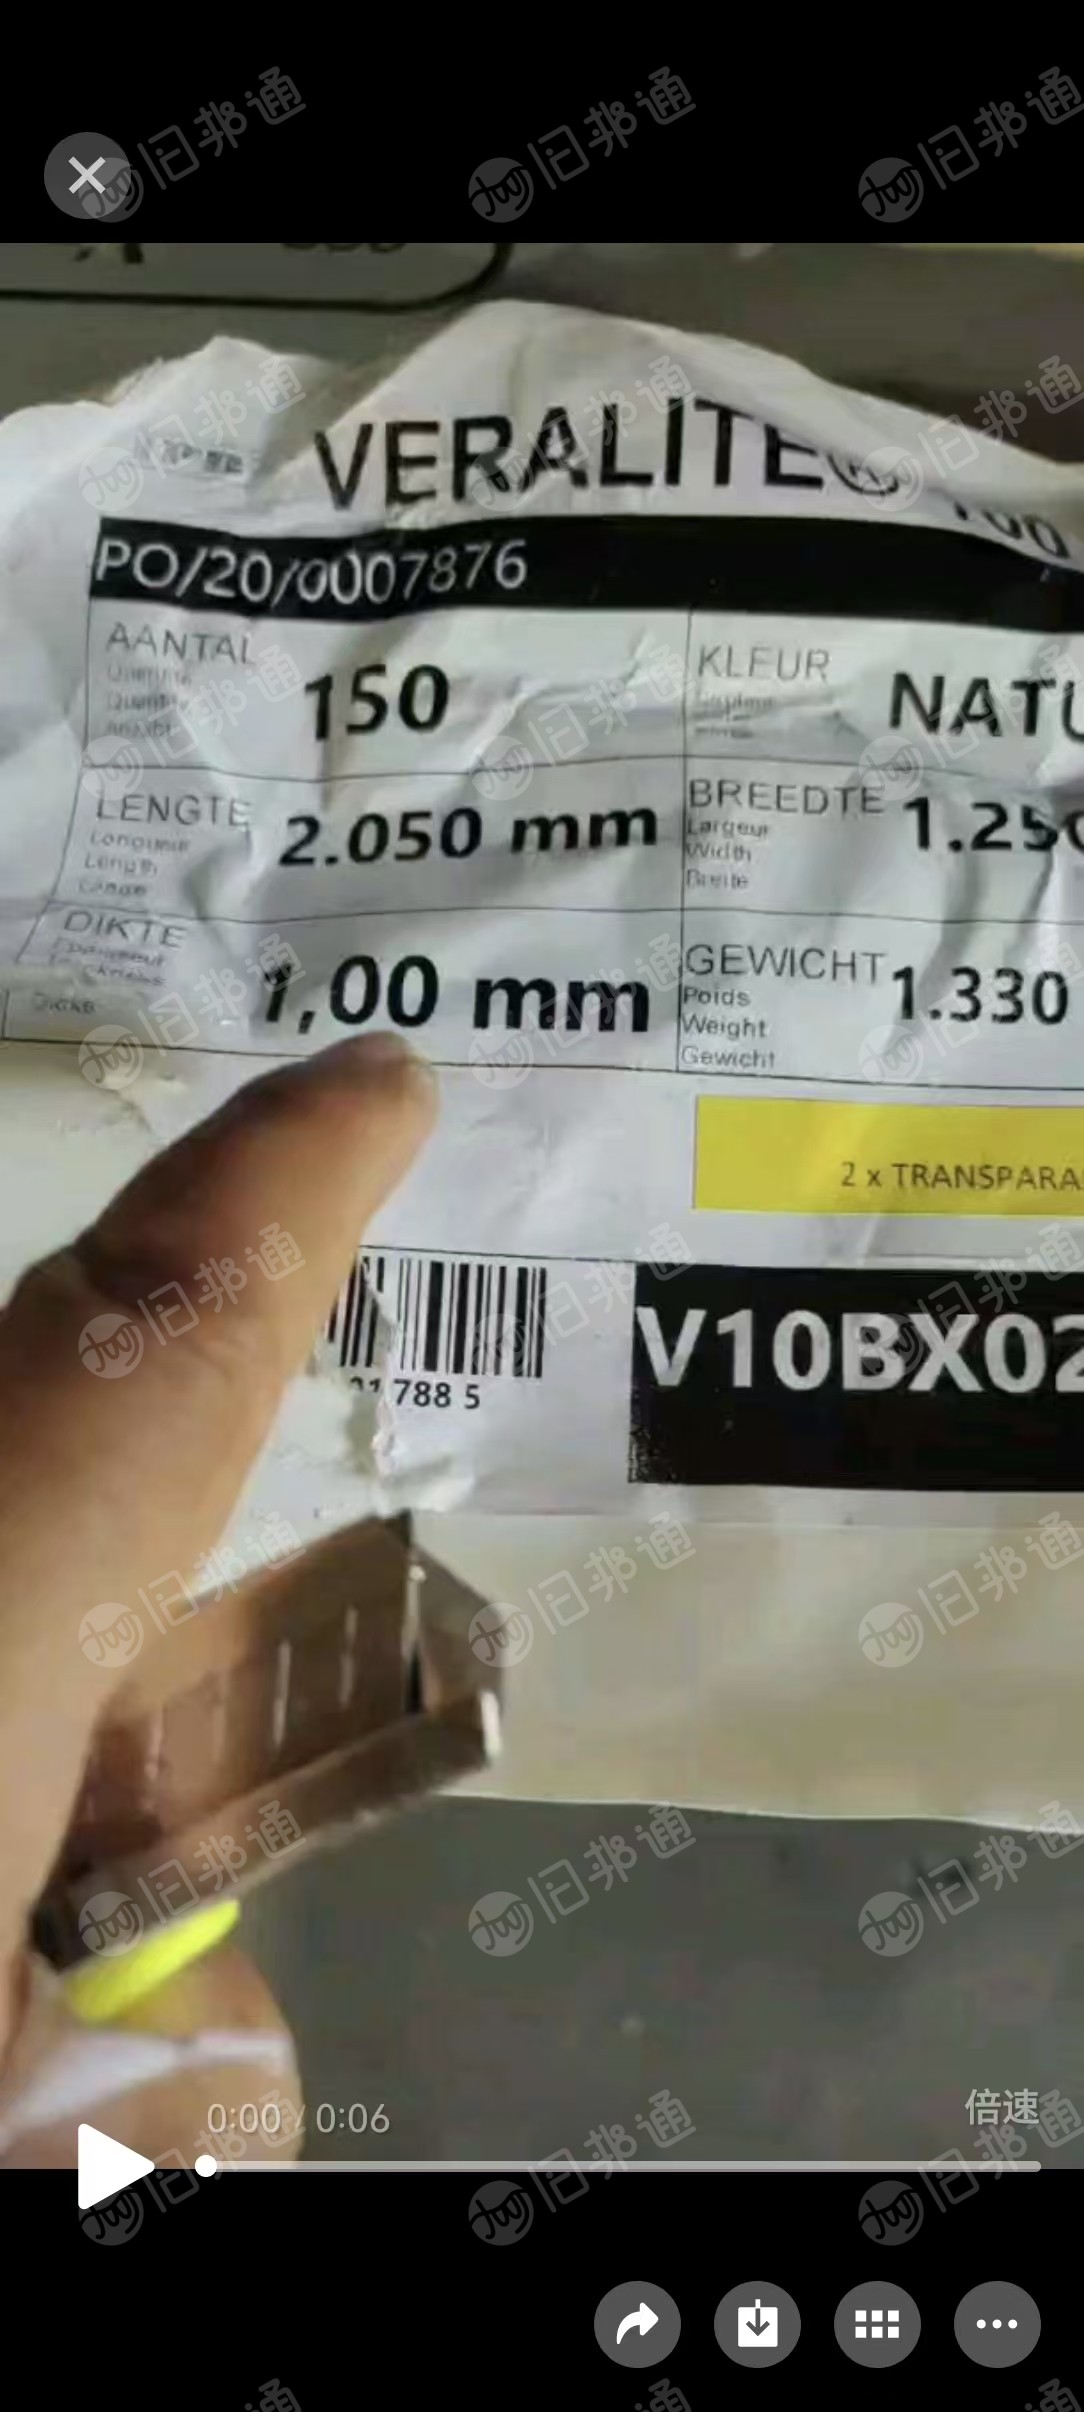 VERALITE® 100
PO/20/0007876
AANTAL 150
KLEUR NATU
LENGTE 2.050 mm
Length
BREEDTE 1.250
Largeur
Width
Breite
DIKTE 1,00 mm
GEWICHT 1.330
Poids
Weight
Gewicht
2 x TRANSPARA
788 5
V10BX02
0:00 / 0:06
倍速
旧邦通